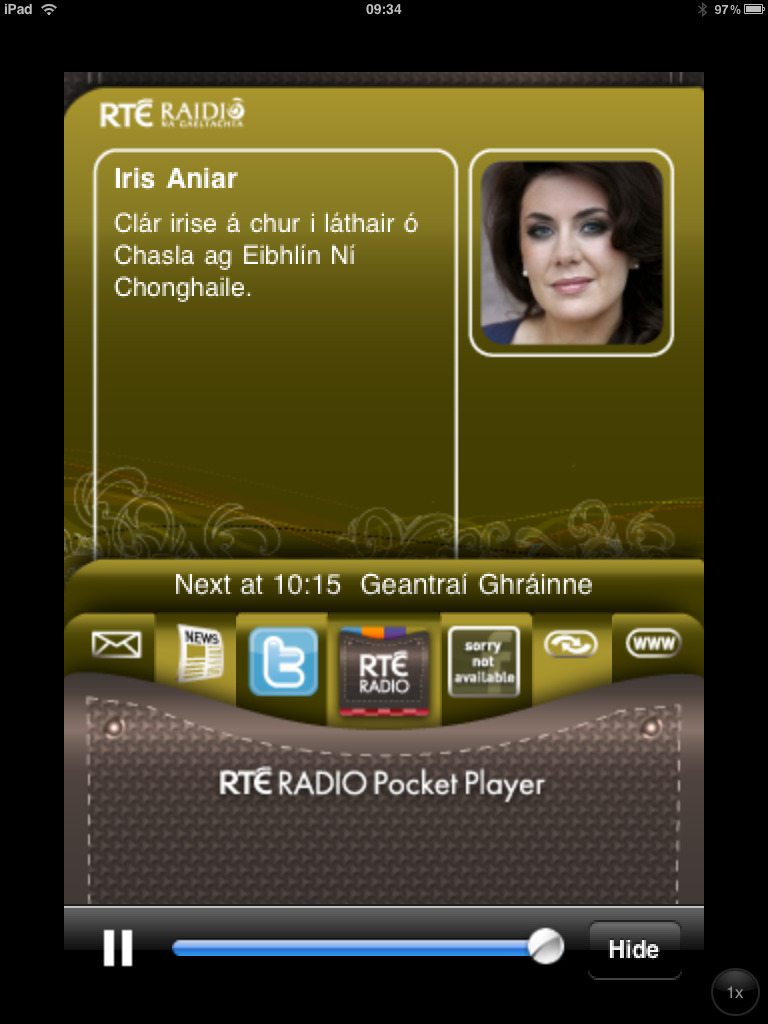 iPad 09:34 97%
RTÉ RAIDIÓ
NA GAELTACHTA
Iris Aniar
Clár irise á chur i láthair ó
Chasla ag Eibhlín Ní
Chonghaile.
Next at 10:15 Geantraí Ghráinne
NEWS
RTÉ
RADIO
sorry
not
available
www
RTÉ RADIO Pocket Player
Hide
1x